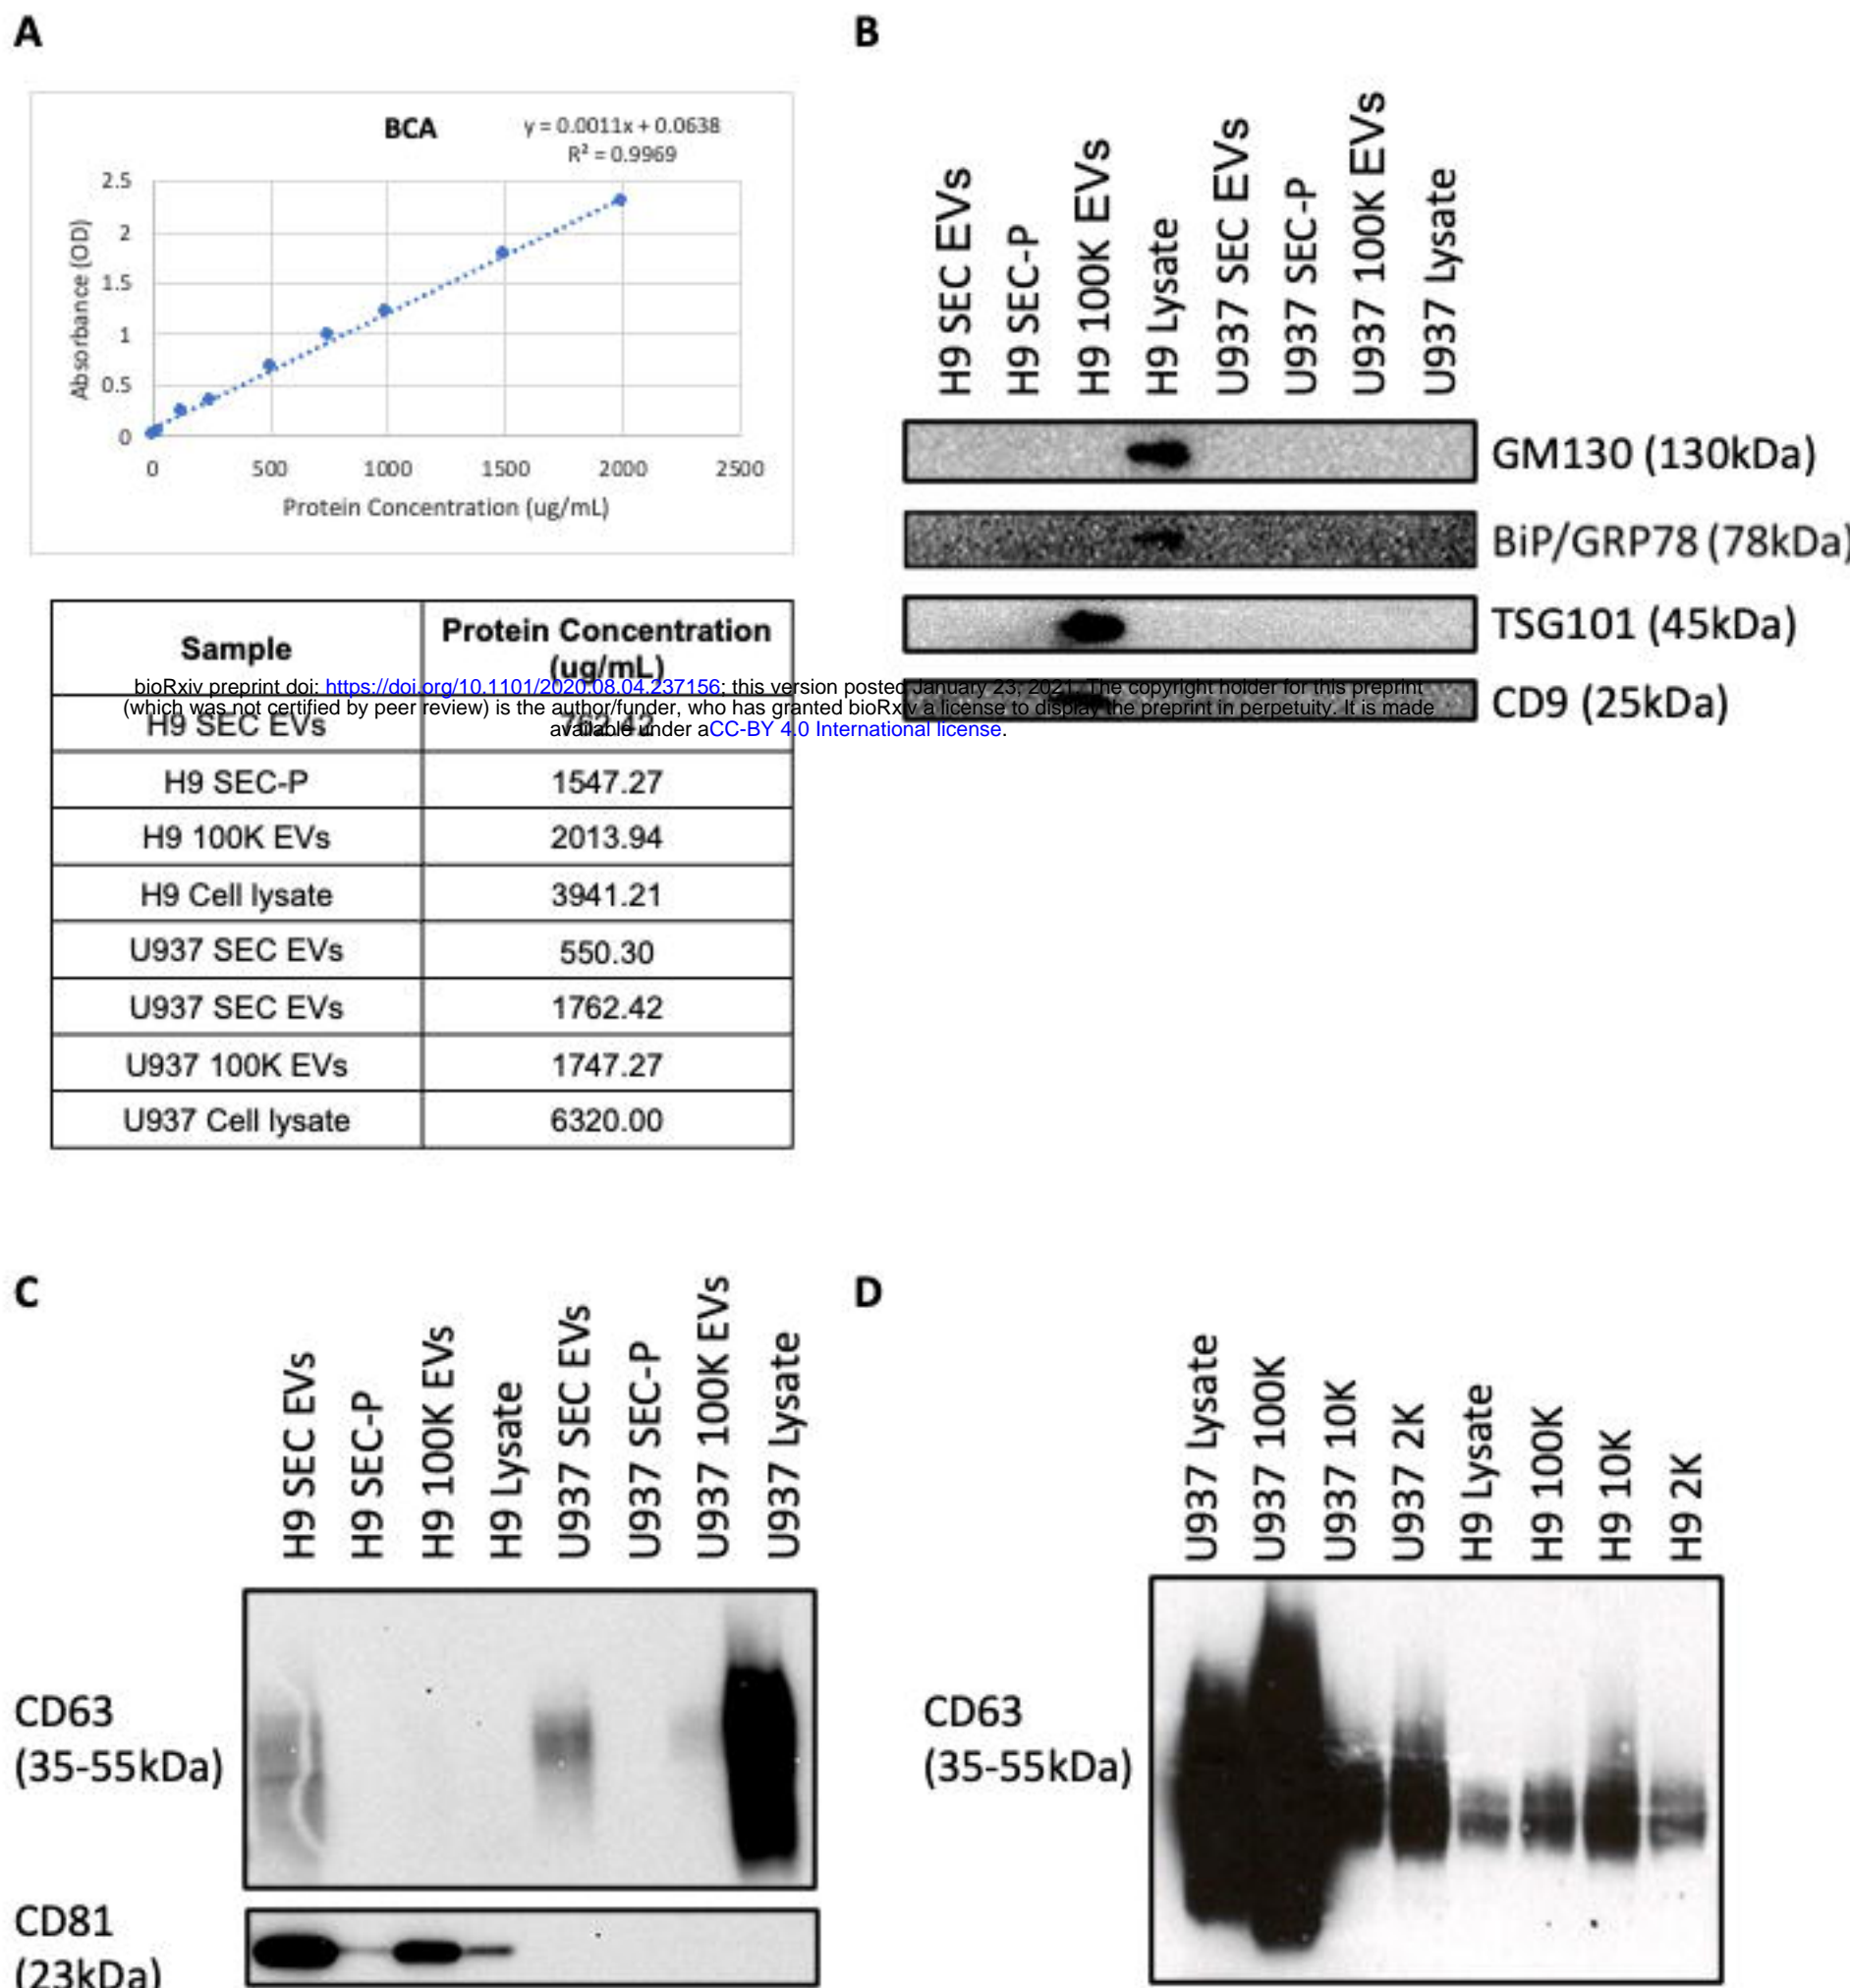 A
BCA
y = 0.0011x + 0.0638
R² = 0.9969
2.5
2
1.5
1
0.5
0
Absorbance (OD)
0 500 1000 1500 2000 2500
Protein Concentration (ug/mL)
Sample Protein Concentration (ug/mL)
bioRxiv preprint doi: https://doi.org/10.1101/2020.08.04.237156; this version posted January 23, 2021. The copyright holder for this preprint
(which was not certified by peer review) is the author/funder, who has granted bioRxiv a license to display the preprint in perpetuity. It is made
available under aCC-BY 4.0 International license.
H9 SEC EVs 762.42
H9 SEC-P 1547.27
H9 100K EVs 2013.94
H9 Cell lysate 3941.21
U937 SEC EVs 550.30
U937 SEC EVs 1762.42
U937 100K EVs 1747.27
U937 Cell lysate 6320.00
B
H9 SEC EVs
H9 SEC-P
H9 100K EVs
H9 Lysate
U937 SEC EVs
U937 SEC-P
U937 100K EVs
U937 Lysate
GM130 (130kDa)
BiP/GRP78 (78kDa)
TSG101 (45kDa)
CD9 (25kDa)
C
H9 SEC EVs
H9 SEC-P
H9 100K EVs
H9 Lysate
U937 SEC EVs
U937 SEC-P
U937 100K EVs
U937 Lysate
CD63
(35-55kDa)
CD81
(23kDa)
D
U937 Lysate
U937 100K
U937 10K
U937 2K
H9 Lysate
H9 100K
H9 10K
H9 2K
CD63
(35-55kDa)